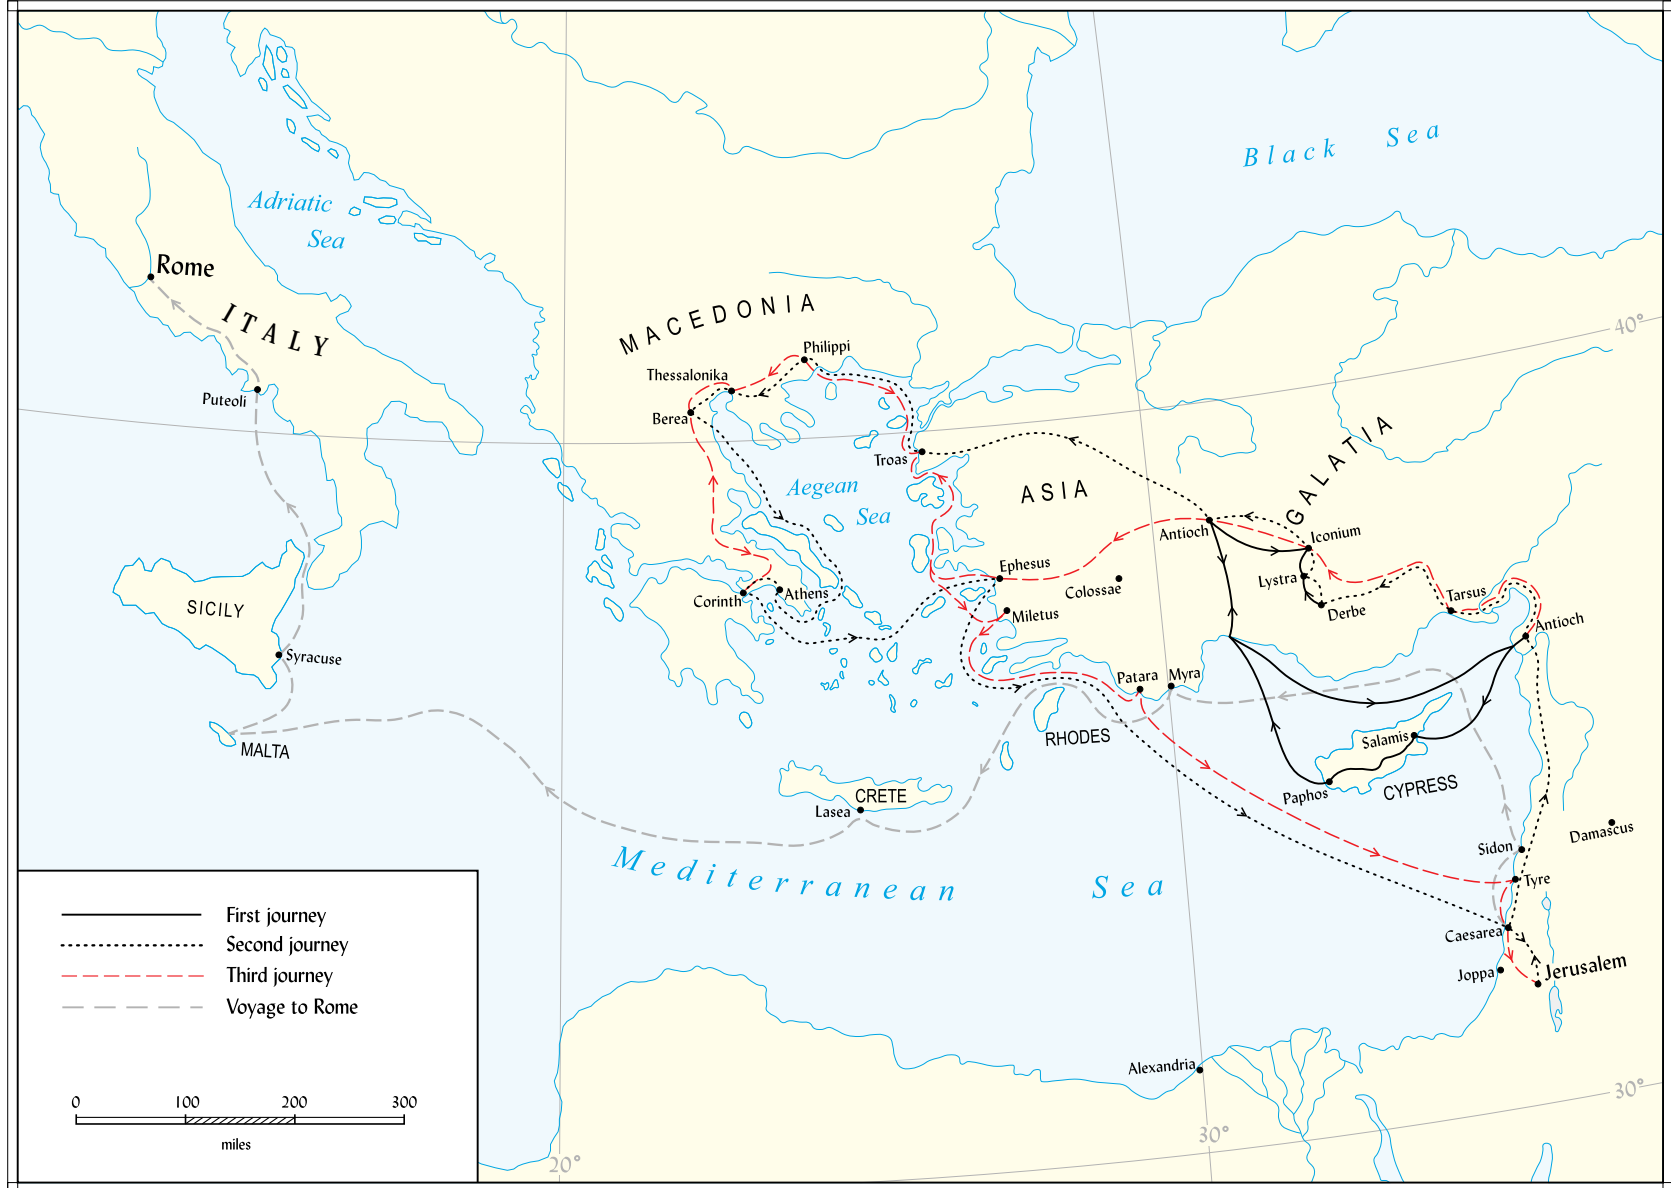 Black Sea
Adriatic
Sea
Rome
ITALY
MACEDONIA
40°
Philippi
Thessalonika
Puteoli
Berea
Troas
GALATIA
Aegean
Sea
ASIA
Antioch
Iconium
Ephesus
Colossae
Lystra
SICILY
Corinth
Athens
Miletus
Derbe
Tarsus
Antioch
Syracuse
Patara
Myra
MALTA
RHODES
Salamis
Paphos
CYPRESS
CRETE
Lasea
Damascus
Sidon
Mediterranean Sea
Tyre
Caesarea
Joppa
Jerusalem
Alexandria
30°
30°
20°
First journey
Second journey
Third journey
Voyage to Rome
0 100 200 300
miles